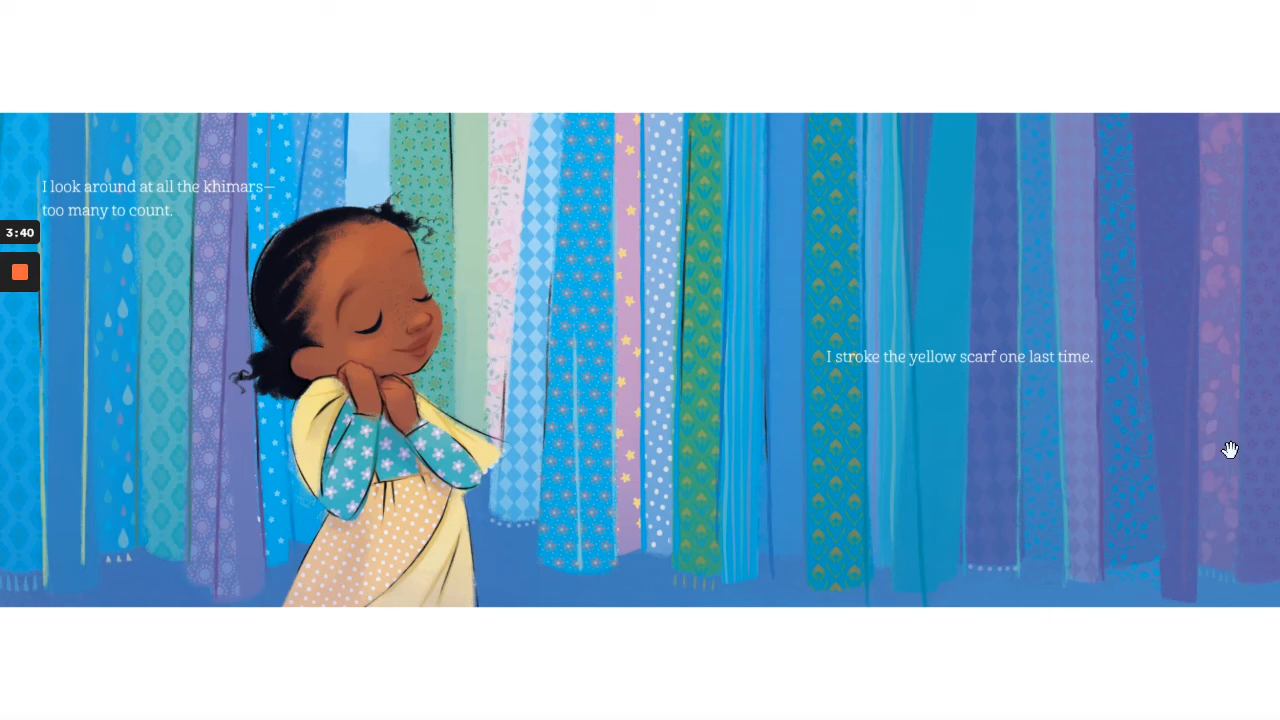 I look around at all the khimars—
too many to count.
3:40
I stroke the yellow scarf one last time.